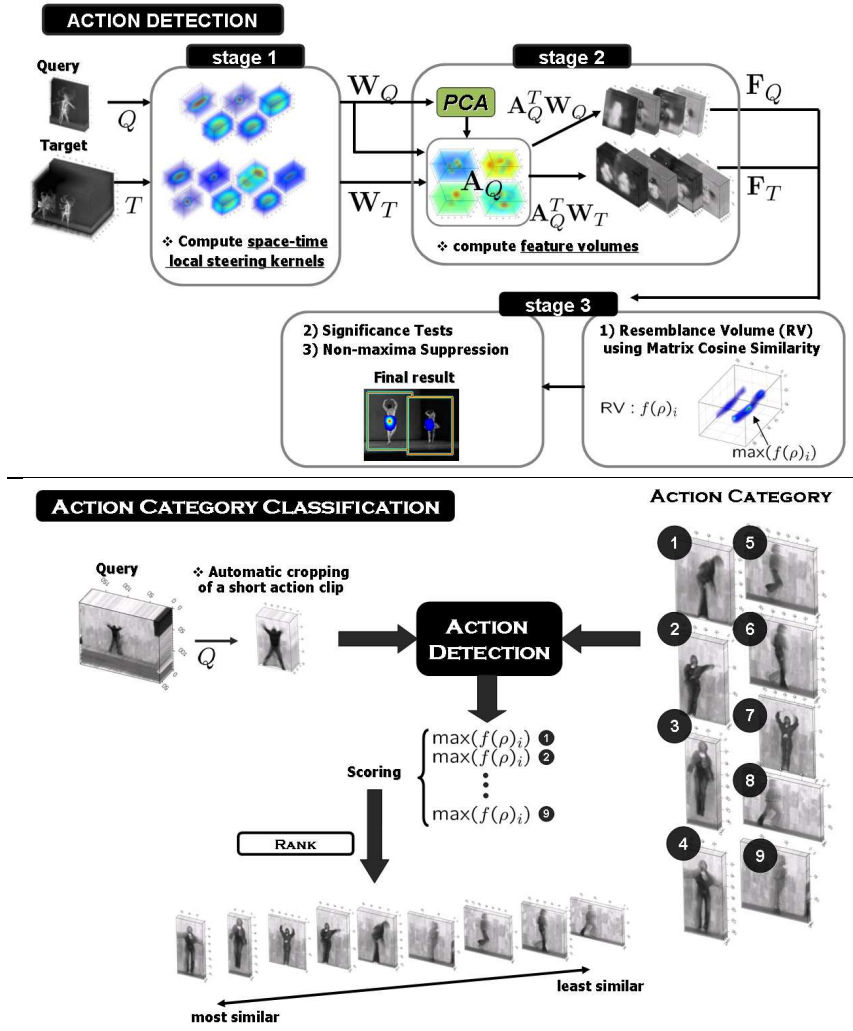 ACTION DETECTION
stage 1
stage 2
Query
Q
Target
T
W_Q
W_T
PCA
A_Q
A_Q^T W_Q
A_Q^T W_T
F_Q
F_T
❖ Compute space-time
local steering kernels
❖ compute feature volumes
stage 3
2) Significance Tests
3) Non-maxima Suppression
Final result
1) Resemblance Volume (RV)
using Matrix Cosine Similarity
RV : f(ρ)_i
max(f(ρ)_i)
ACTION CATEGORY CLASSIFICATION
ACTION CATEGORY
Query
❖ Automatic cropping
of a short action clip
Q
ACTION
DETECTION
1
2
3
4
5
6
7
8
9
Scoring
max(f(ρ)_i) 1
max(f(ρ)_i) 2
max(f(ρ)_i) 9
RANK
most similar
least similar